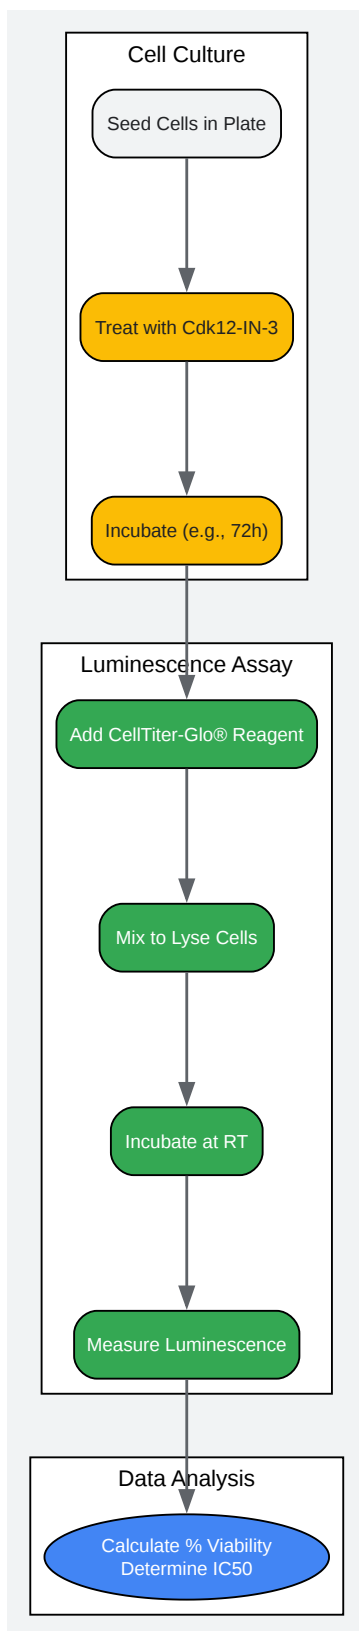 Cell Culture
Seed Cells in Plate
Treat with Cdk12-IN-3
Incubate (e.g., 72h)
Luminescence Assay
Add CellTiter-Glo® Reagent
Mix to Lyse Cells
Incubate at RT
Measure Luminescence
Data Analysis
Calculate % Viability
Determine IC50